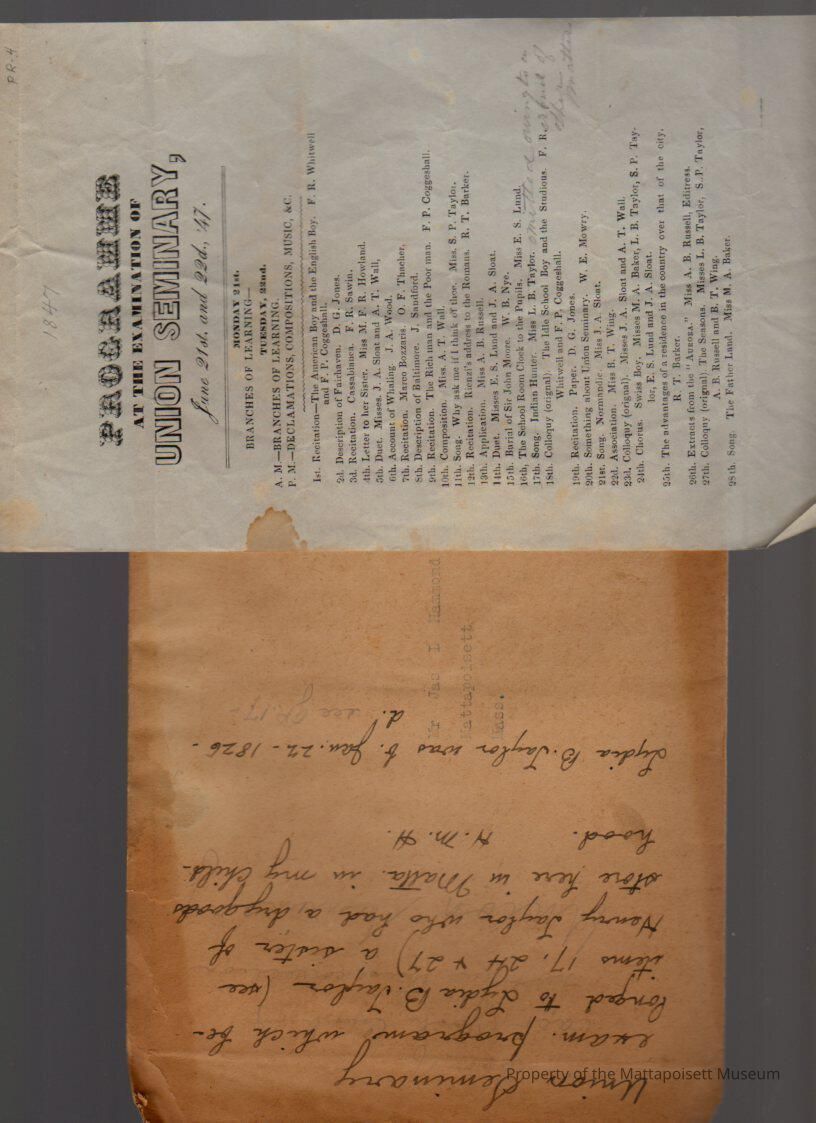 PR-4
1847
PROGRAMME
AT THE EXAMINATION OF
UNION SEMINARY,
June 21st. and 22d., '47.
MONDAY 21st.
BRANCHES OF LEARNING—
TUESDAY, 22nd.
A. M.—BRANCHES OF LEARNING.
P. M.—DECLAMATIONS, COMPOSITIONS, MUSIC, &C.
1st. Recitation—The American Boy and the English Boy. F. R. Whitwell
and F. P. Coggeshall.
2d. Description of Fairhaven. D. G. Jones.
3d. Recitation. Casabianca. F. R. Sawin.
4th. Letter to her Sister. Miss M. F. R. Howland.
5th. Duet. Misses. J. A. Sloat and A. T. Wall,
6th. Account of Whaling. J. A. Wood.
7th. Recitation. Marco Bozzaris. O. F. Thacher,
8th. Description of Baltimore. J. Sandford.
9th. Recitation. The Rich man and the Poor man. F. P. Coggeshall.
10th. Composition. Miss. A. T. Wall.
11th. Song. Why ask me if I think of thee. Miss. S. P. Taylor.
12th. Recitation. Rienzi's address to the Romans. R. T. Barker.
13th. Application. Miss A. B. Russell.
14th. Duet. Misses E. S. Lund and J. A. Sloat.
15th. Burial of Sir John Moore. W. B. Nye.
16th, The School Room Clock to the Pupils. Miss E. S. Lund.
17th. Song. Indian Hunter. Miss L. B. Taylor. omitted owing to a
18th. Colloquy (orignal). The Idle School Boy and the Studious. F. R.
Whitwell and F. P. Coggeshall.
19th. Recitation. Paper. D. G. Jones.
20th. Something about Union Seminary. W. E. Mowry.
21st. Song. Normandie. Miss J. A. Sloat.
22d. Association. Miss B. T. Wing.
23d, Colloquy (orignal). Misses J. A. Sloat and A. T. Wall.
24th. Chorus. Swiss Boy. Misses M. A. Baker, L. B. Taylor, S. P. Tay-
lor, E. S. Lund and J. A. Sloat.
25th. The advantages of a residence in the country over that of the city.
R. T. Barker.
26th. Extracts from the "Aurora." Miss A. B. Russell, Editress.
27th. Colloquy (orignal) The Seasons. Misses L. B. Taylor, S. P. Taylor,
A. B. Russell and B. T. Wing.
28th. Song. The Father Land. Miss M. A. Baker.
Mr Jas L Hammond
Mattapoisett
Mass.
Union Seminary
exam. program which be-
longed to Lydia B. Taylor (see
items 17, 24 & 27) a sister of
Henry Taylor who had a drygoods
store here in Matta. in my child-
hood. H. M. H.
Lydia B. Taylor was b. Jan. 22 - 1826 -
d.
Property of the Mattapoisett Museum